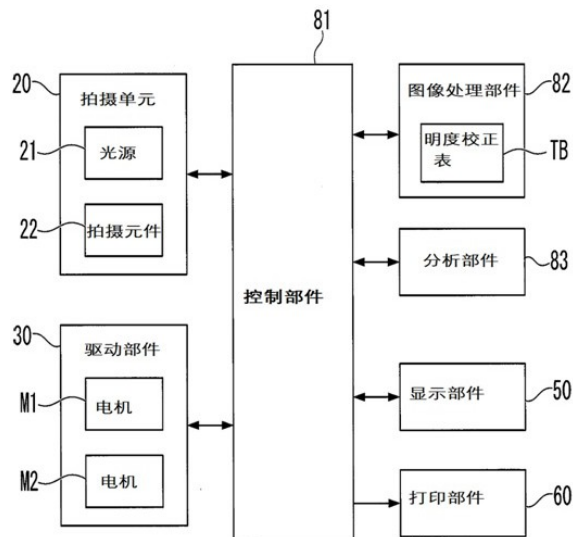 81
20
拍摄单元
21
光源
22
拍摄元件
30
驱动部件
M1
电机
M2
电机
控制部件
图像处理部件
82
明度校正
表
TB
分析部件
83
显示部件
50
打印部件
60